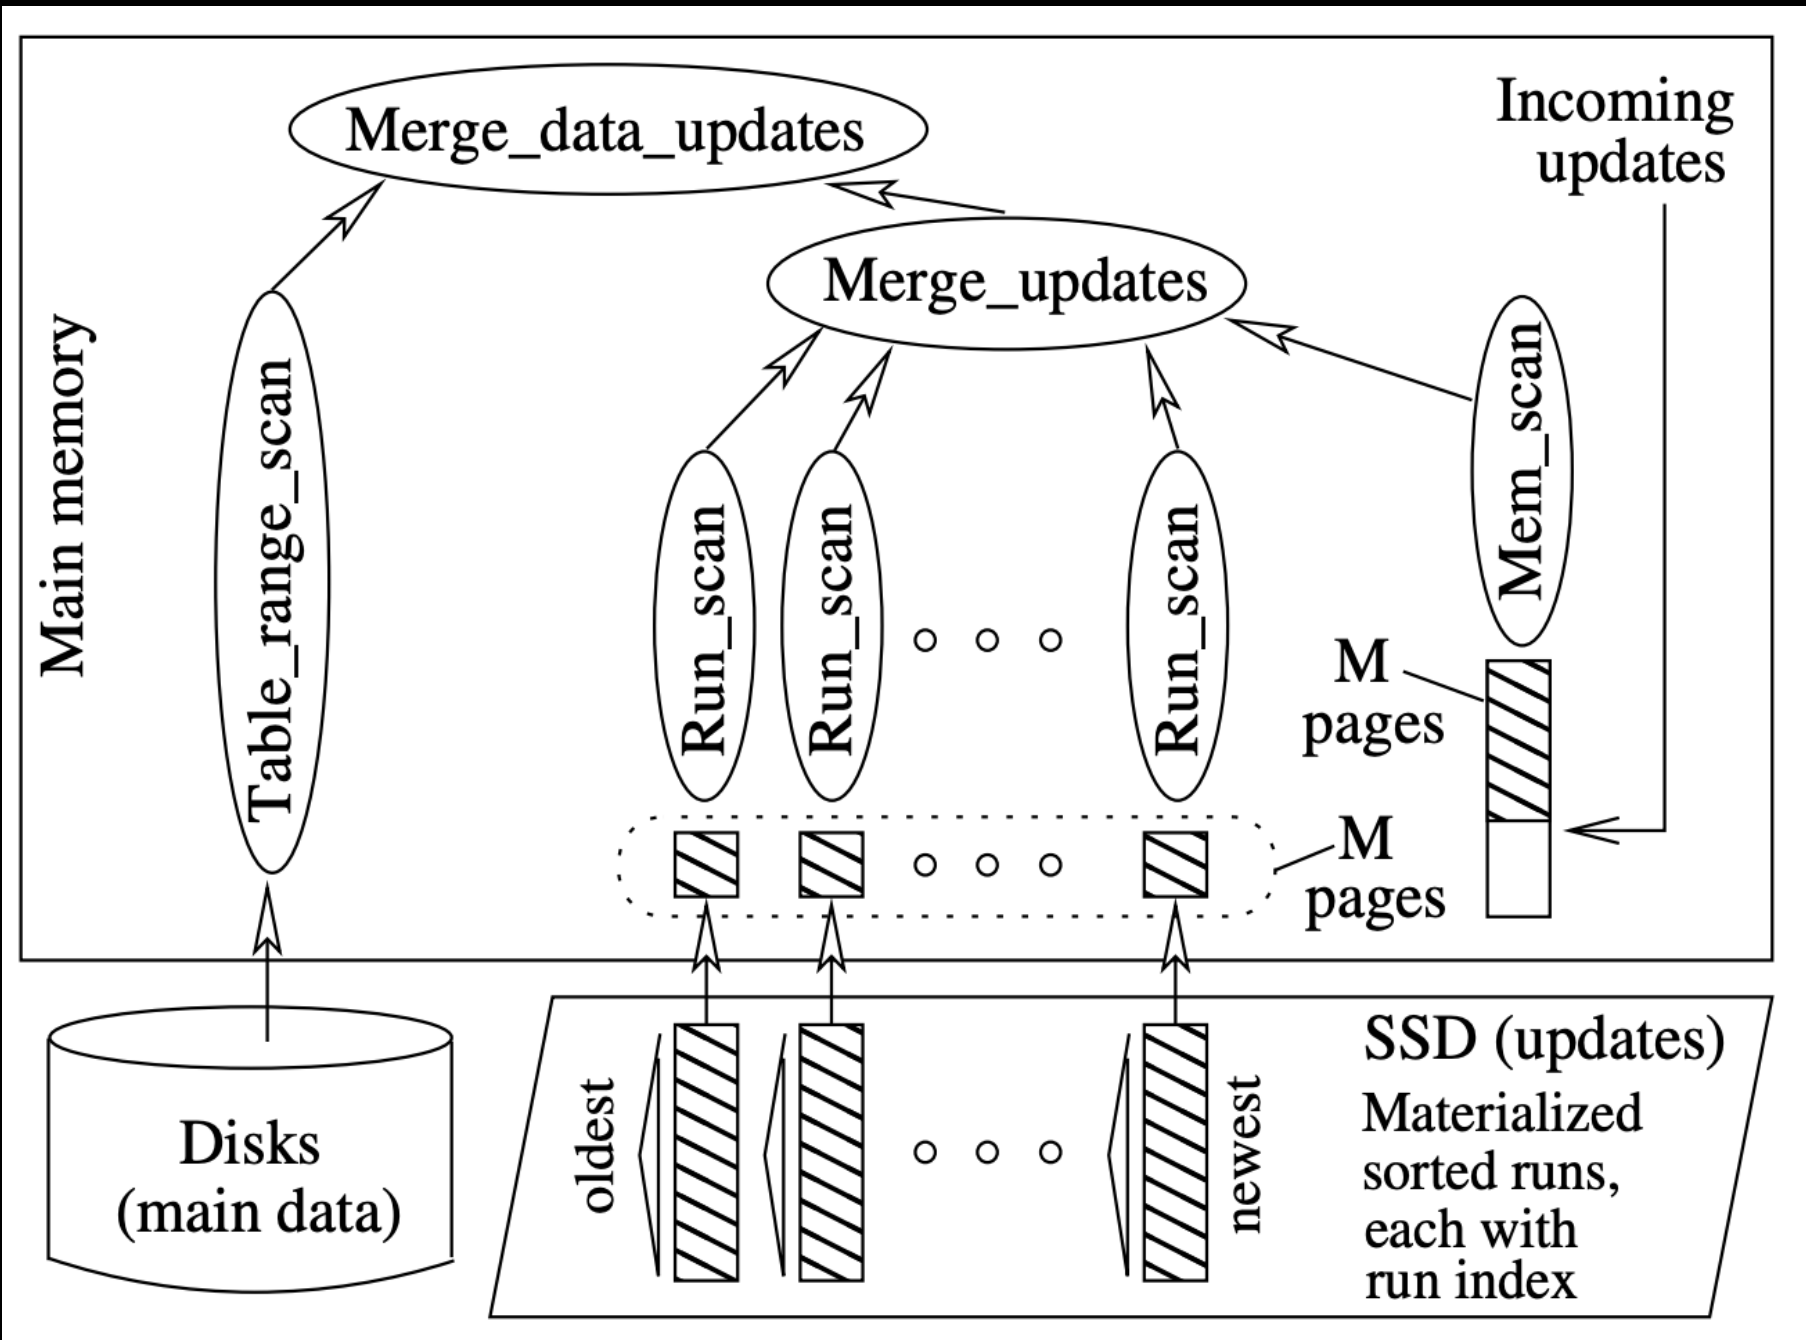 Merge_data_updates
Incoming
updates
Merge_updates
Main memory
Table_range_scan
Run_scan
Run_scan
Run_scan
Mem_scan
M
pages
M
pages
Disks
(main data)
oldest
newest
SSD (updates)
Materialized
sorted runs,
each with
run index